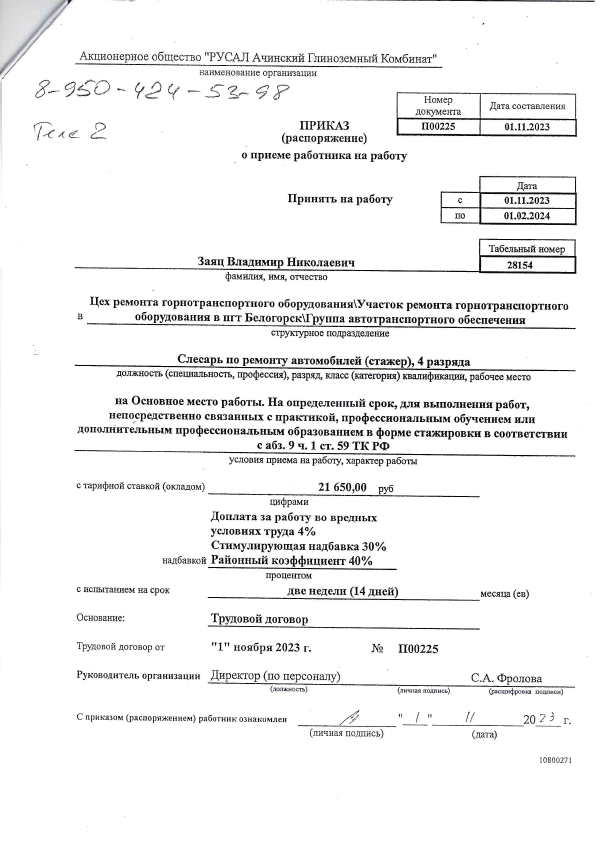 Акционерное общество "РУСАЛ Ачинский Глиноземный Комбинат"
наименование организации
8-950-424-53-98
Теле 2
Номер документа
Дата составления
П00225
01.11.2023
ПРИКАЗ
(распоряжение)
о приеме работника на работу
Дата
Принять на работу
с
01.11.2023
по
01.02.2024
Табельный номер
Заяц Владимир Николаевич
28154
фамилия, имя, отчество
Цех ремонта горнотранспортного оборудования\Участок ремонта горнотранспортного
в оборудования в пгт Белогорск\Группа автотранспортного обеспечения
структурное подразделение
Слесарь по ремонту автомобилей (стажер), 4 разряда
должность (специальность, профессия), разряд, класс (категория) квалификации, рабочее место
на Основное место работы. На определенный срок, для выполнения работ,
непосредственно связанных с практикой, профессиональным обучением или
дополнительным профессиональным образованием в форме стажировки в соответствии
с абз. 9 ч. 1 ст. 59 ТК РФ
условия приема на работу, характер работы
с тарифной ставкой (окладом) 21 650,00 руб
цифрами
Доплата за работу во вредных
условиях труда 4%
Стимулирующая надбавка 30%
надбавкой Районный коэффициент 40%
процентом
с испытанием на срок две недели (14 дней) месяца (ев)
Основание: Трудовой договор
Трудовой договор от "1" ноября 2023 г. № П00225
Руководитель организации Директор (по персоналу) С.А. Фролова
(должность) (личная подпись) (расшифровка подписи)
С приказом (распоряжением) работник ознакомлен " 1 " 11 2023 г.
(личная подпись) (дата)
10800271